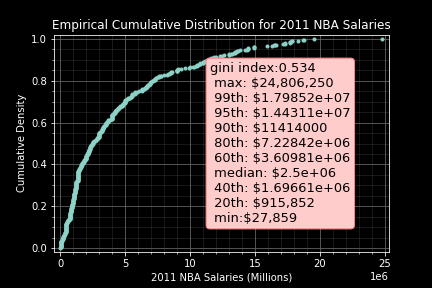 Empirical Cumulative Distribution for 2011 NBA Salaries
1.0
0.8
0.6
0.4
0.2
0.0
Cumulative Density
gini index:0.534
max: $24,806,250
99th: $1.79852e+07
95th: $1.44311e+07
90th: $11414000
80th: $7.22842e+06
60th: $3.60981e+06
median: $2.5e+06
40th: $1.69661e+06
20th: $915,852
min:$27,859
0 5 10 15 20 25
1e6
2011 NBA Salaries (Millions)